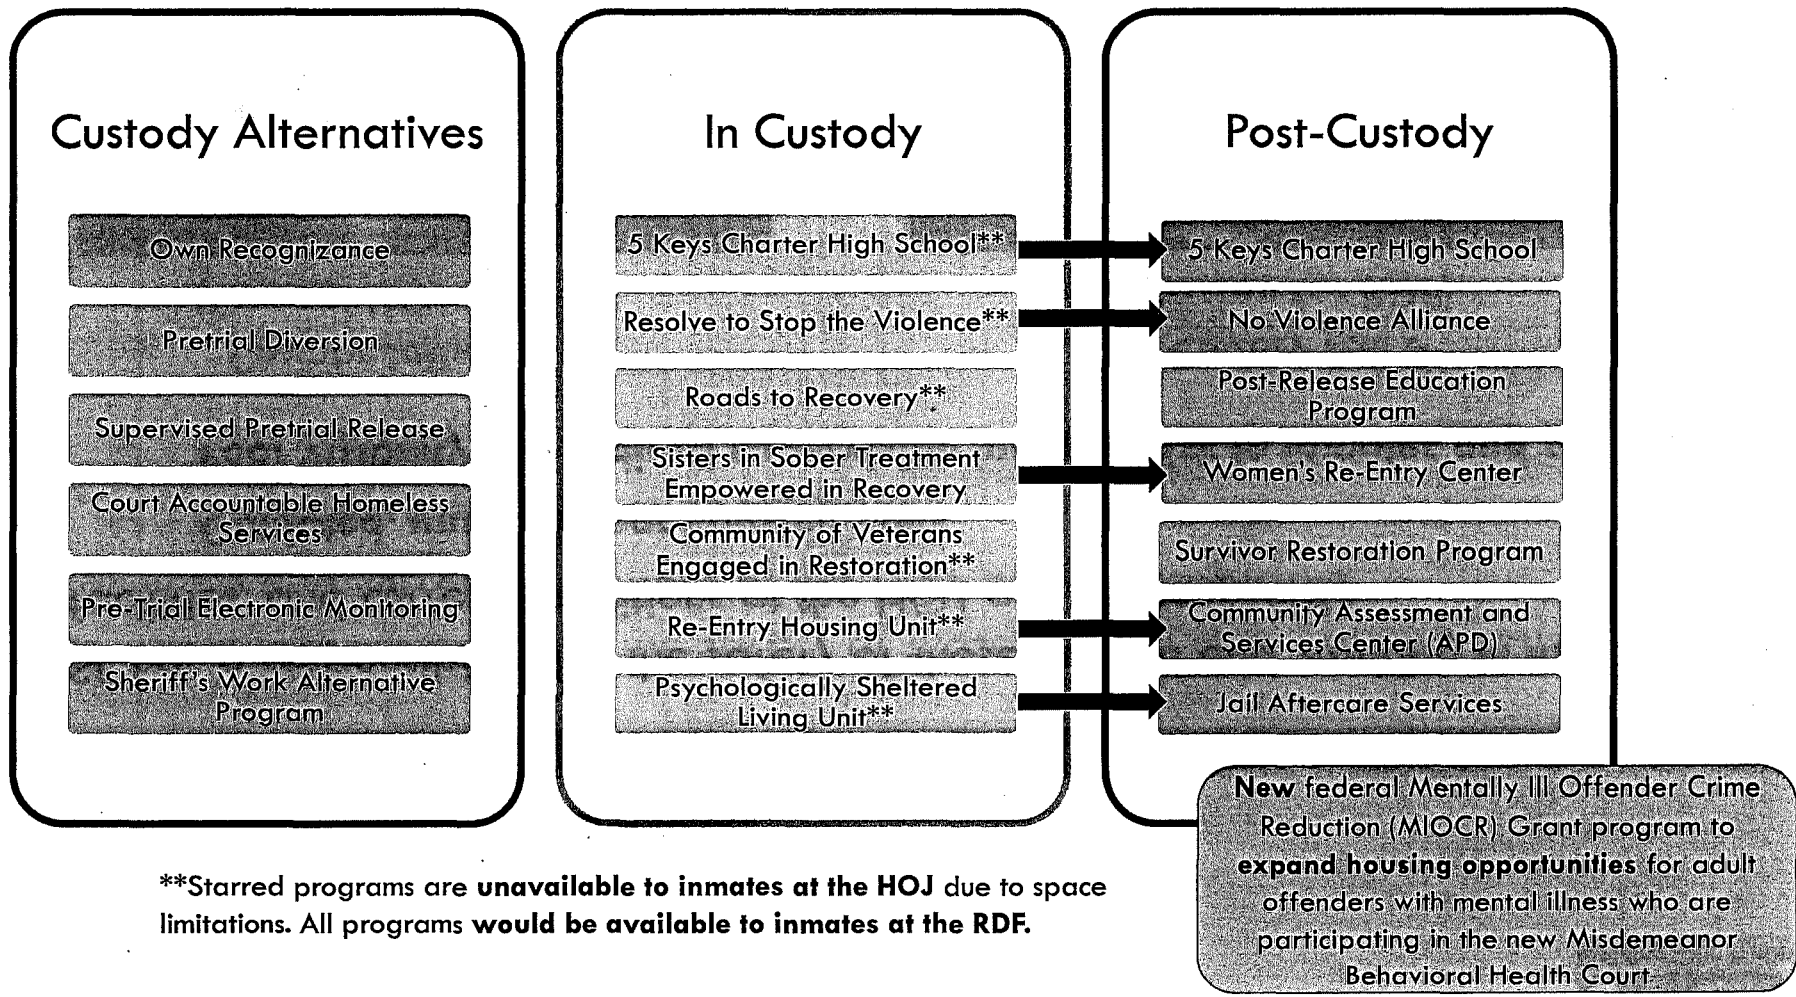 Custody Alternatives
Own Recognizance
Pretrial Diversion
Supervised Pretrial Release
Court Accountable Homeless
Services
Pre-Trial Electronic Monitoring
Sheriff's Work Alternative
Program
In Custody
5 Keys Charter High School**
Resolve to Stop the Violence**
Roads to Recovery**
Sisters in Sober Treatment
Empowered in Recovery
Community of Veterans
Engaged in Restoration**
Re-Entry Housing Unit**
Psychologically Sheltered
Living Unit**
Post-Custody
5 Keys Charter High School
No Violence Alliance
Post-Release Education
Program
Women's Re-Entry Center
Survivor Restoration Program
Community Assessment and
Services Center (APD)
Jail Aftercare Services
New federal Mentally Ill Offender Crime
Reduction (MIOCR) Grant program to
expand housing opportunities for adult
offenders with mental illness who are
participating in the new Misdemeanor
Behavioral Health Court
**Starred programs are unavailable to inmates at the HOJ due to space
limitations. All programs would be available to inmates at the RDF.